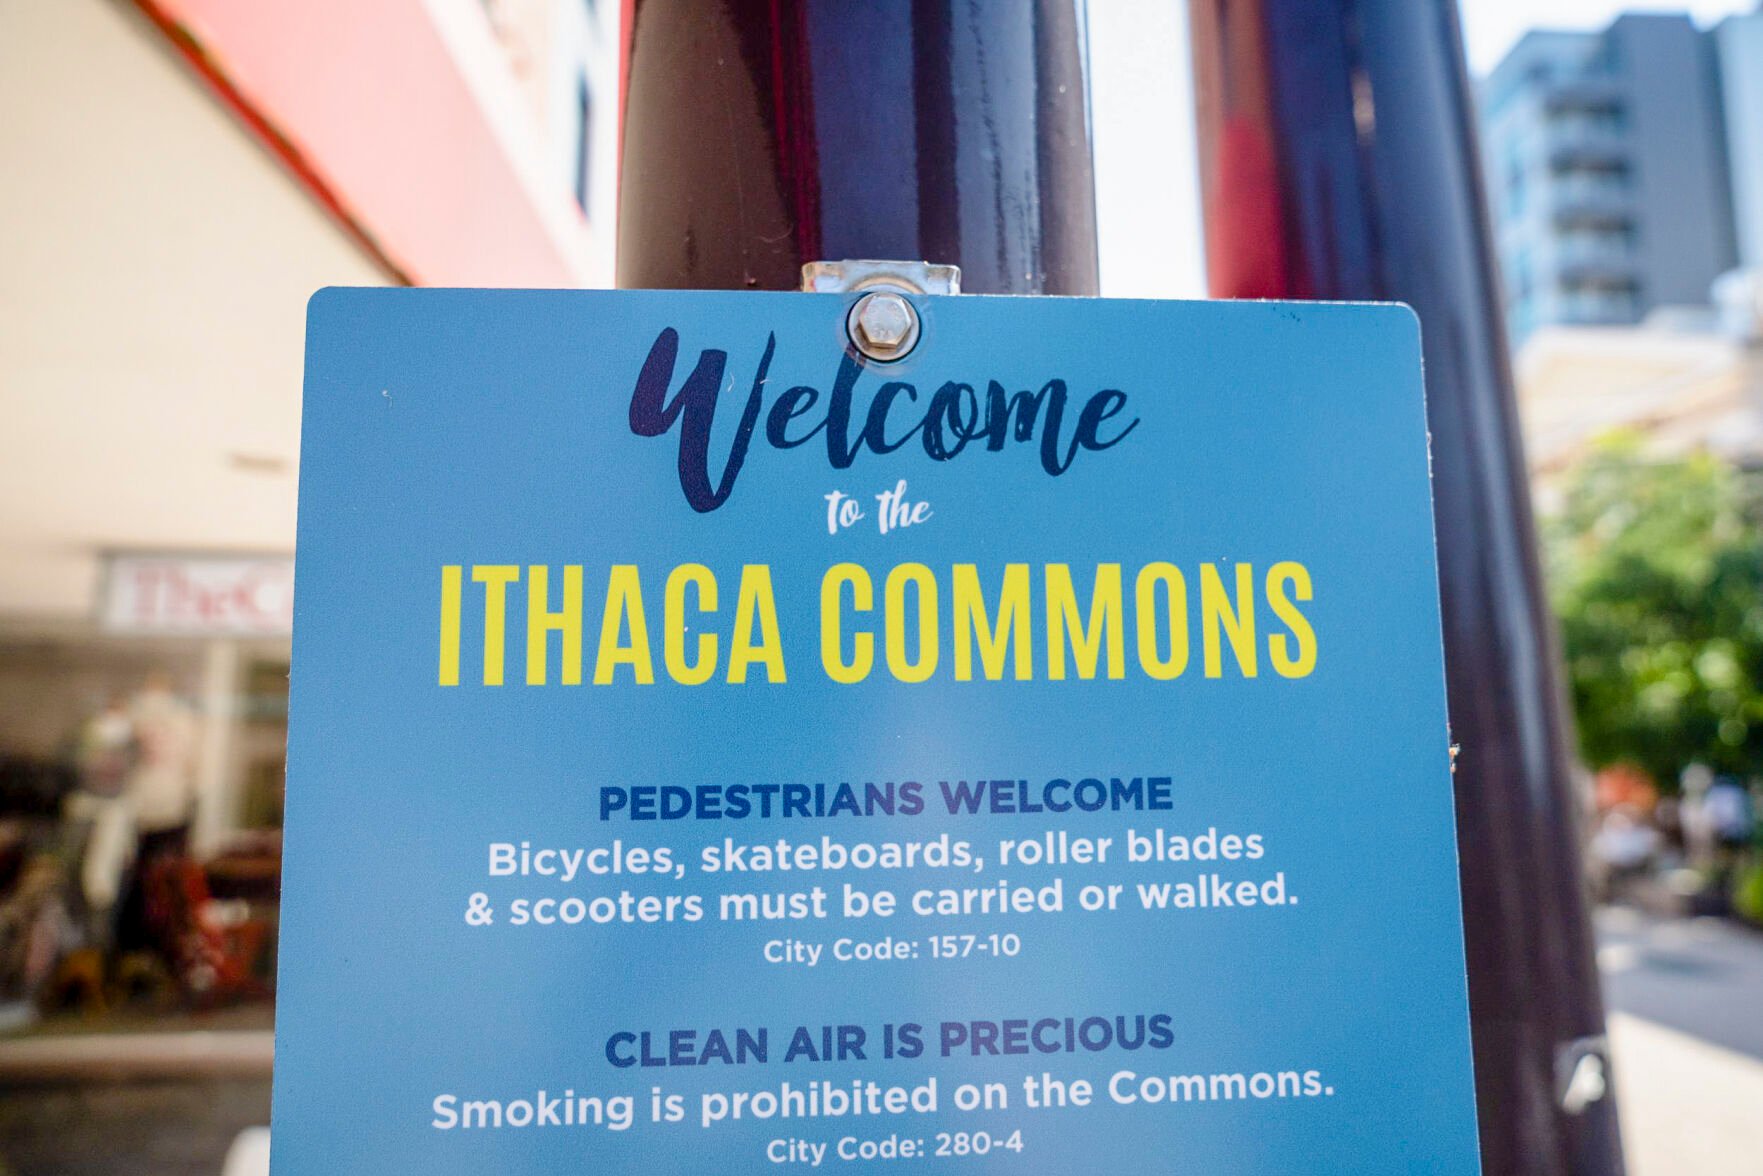 Welcome
to the
ITHACA COMMONS
PEDESTRIANS WELCOME
Bicycles, skateboards, roller blades
& scooters must be carried or walked.
City Code: 157-10
CLEAN AIR IS PRECIOUS
Smoking is prohibited on the Commons.
City Code: 280-4